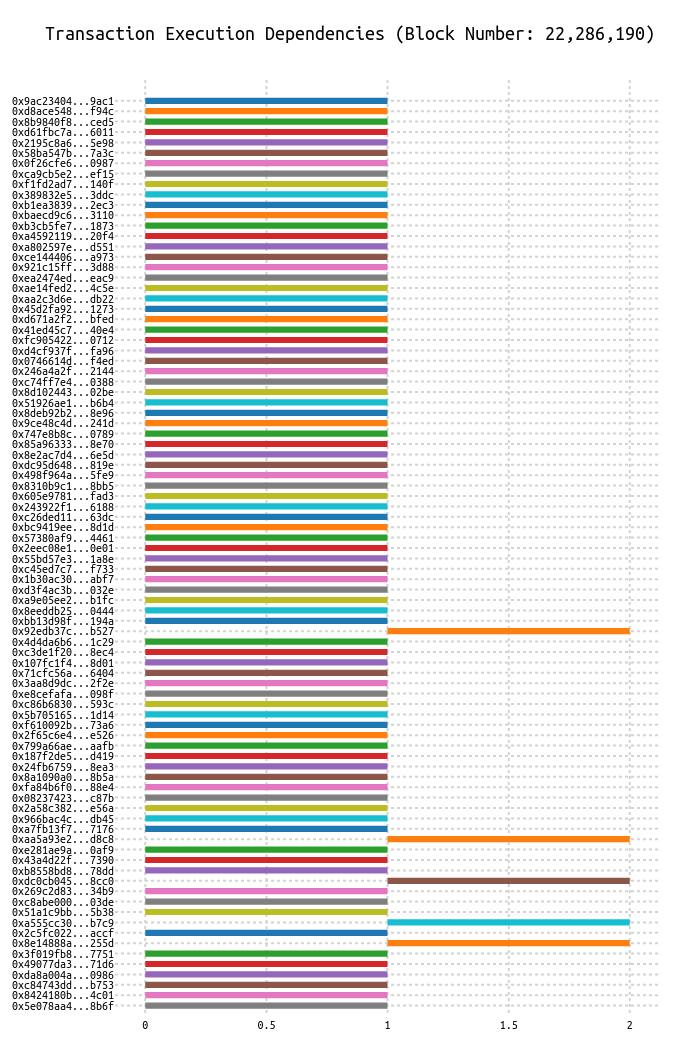 Transaction Execution Dependencies (Block Number: 22,286,190)
0x9ac23404...9ac1
0xd8ace548...f94c
0x8b9840f8...ced5
0xd61fbc7a...6011
0x2195c8a6...5e98
0x58ba547b...7a3c
0x0f26cfe6...0987
0xca9cb5e2...ef15
0xf1fd2ad7...140f
0x389832e5...3ddc
0xb1ea3839...2ec3
0xbaecd9c6...3110
0xb3cb5fe7...1873
0xa4592119...20f4
0xa802597e...d551
0xce144406...a973
0x921c15ff...3d88
0xea2474ed...eac9
0xae14fed2...4c5e
0xaa2c3d6e...db22
0x45d2fa92...1273
0xd671a2f2...bfed
0x41ed45c7...40e4
0xfc905422...0712
0xd4cf937f...fa96
0x0746614d...f4ed
0x246a4a2f...2144
0xc74ff7e4...0388
0x8d102443...02be
0x51926ae1...b6b4
0x8deb92b2...8e96
0x9ce48c4d...241d
0x747e8b8c...0789
0x85a96333...8e70
0x8e2ac7d4...6e5d
0xdc95d648...819e
0x498f964a...5fe9
0x8310b9c1...8bb5
0x605e9781...fad3
0x243922f1...6188
0xc26ded11...63dc
0xbc9419ee...8d1d
0x57380af9...4461
0x2eec08e1...0e01
0x55bd57e3...1a8e
0xc45ed7c7...f733
0x1b30ac30...abf7
0xd3f4ac3b...032e
0xa9e05ee2...b1fc
0x8eeddb25...0444
0xbb13d98f...194a
0x92edb37c...b527
0x4d4da6b6...1c29
0xc3de1f20...8ec4
0x107fc1f4...8d01
0x71cfc56a...6404
0x3aa8d9dc...2f2e
0xe8cefafa...098f
0xc86b6830...593c
0x5b705165...1d14
0xf610092b...73a6
0x2f65c6e4...e526
0x799a66ae...aafb
0x187f2de5...d419
0x24fb6759...8ea3
0x8a1090a0...8b5a
0xfa84b6f0...88e4
0x08237423...c87b
0x2a58c382...e56a
0x966bac4c...db45
0xa7fb13f7...7176
0xaa5a93e2...d8c8
0xe281ae9a...0af9
0x43a4d22f...7390
0xb8558bd8...78dd
0xdc0cb045...8cc0
0x269c2d83...34b9
0xc8abe000...03de
0x51a1c9bb...5b38
0xa555cc30...b7c9
0x2c5fc022...accf
0x8e14888a...255d
0x3f019fb8...7751
0x49077da3...71d6
0xda8a004a...0986
0xc84743dd...b753
0x8424180b...4c01
0x5e078aa4...8b6f
0 0.5 1 1.5 2